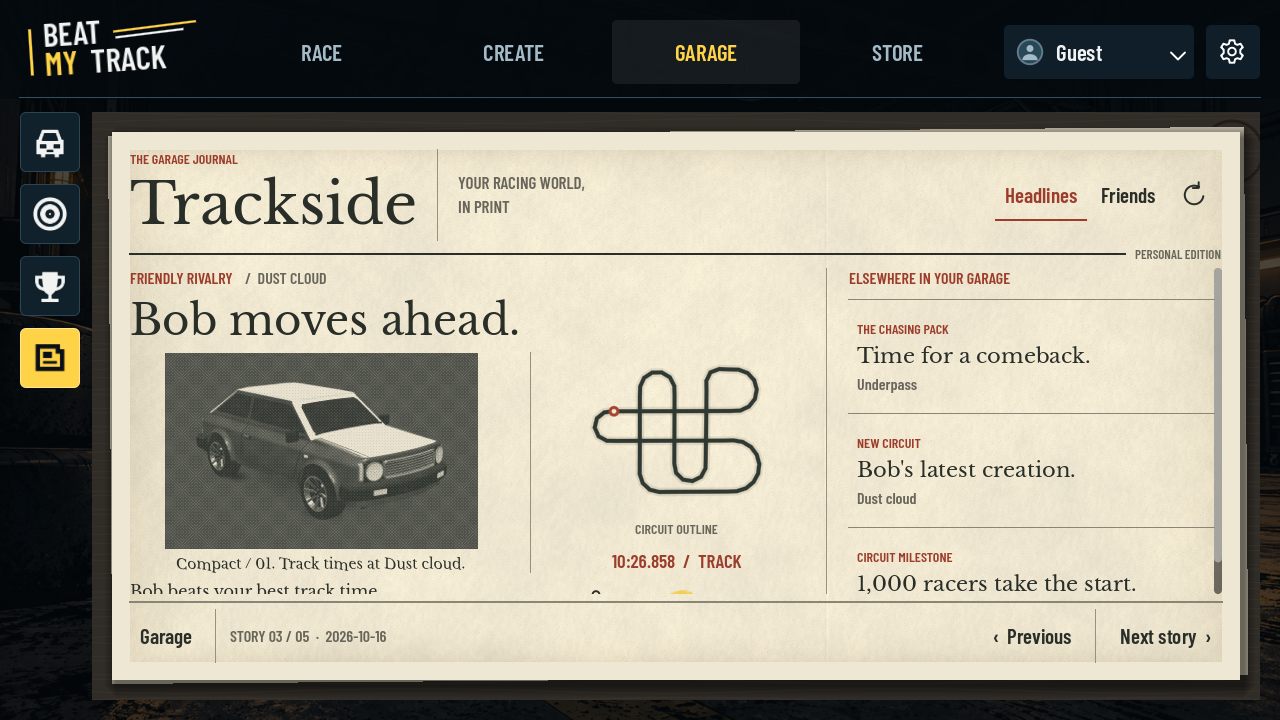 BEAT
MY TRACK
RACE
CREATE
GARAGE
STORE
Guest
THE GARAGE JOURNAL
Trackside
YOUR RACING WORLD,
IN PRINT
Headlines
Friends
PERSONAL EDITION
FRIENDLY RIVALRY / DUST CLOUD
Bob moves ahead.
Compact / 01. Track times at Dust cloud.
Bob beats your best track time
CIRCUIT OUTLINE
10:26.858 / TRACK
ELSEWHERE IN YOUR GARAGE
THE CHASING PACK
Time for a comeback.
Underpass
NEW CIRCUIT
Bob's latest creation.
Dust cloud
CIRCUIT MILESTONE
1,000 racers take the start.
Garage
STORY 03 / 05 · 2026-10-16
‹ Previous
Next story ›